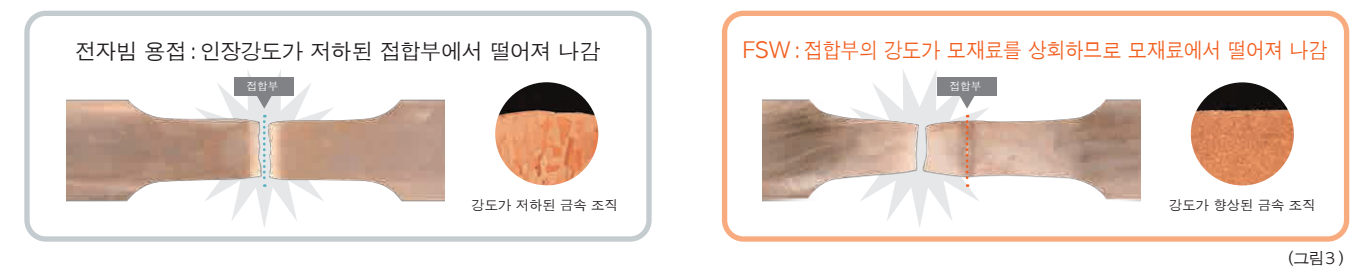 전자빔 용접 : 인장강도가 저하된 접합부에서 떨어져 나감
접합부
강도가 저하된 금속 조직
FSW : 접합부의 강도가 모재료를 상회하므로 모재료에서 떨어져 나감
접합부
강도가 향상된 금속 조직
(그림3)